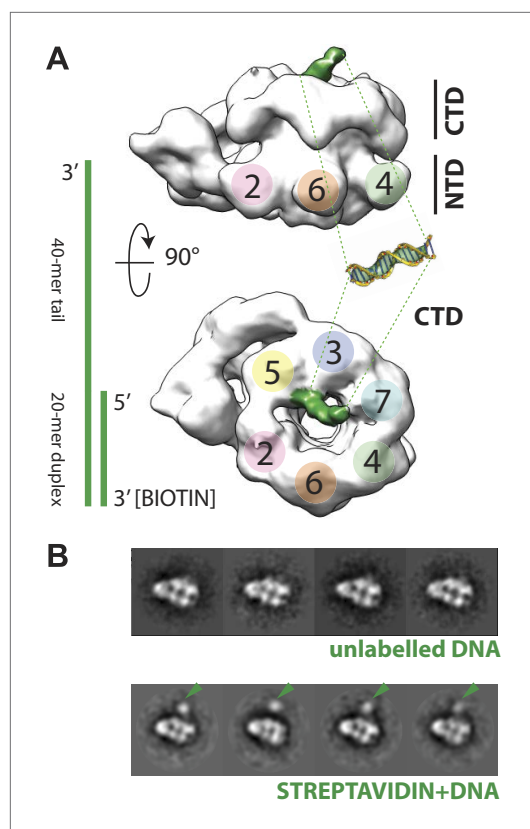 A
CTD
NTD
2
6
4
3′
40-mer tail
90°
CTD
3
5
7
2
4
6
20-mer duplex
5′
3′ [BIOTIN]
B
unlabelled DNA
STREPTAVIDIN+DNA